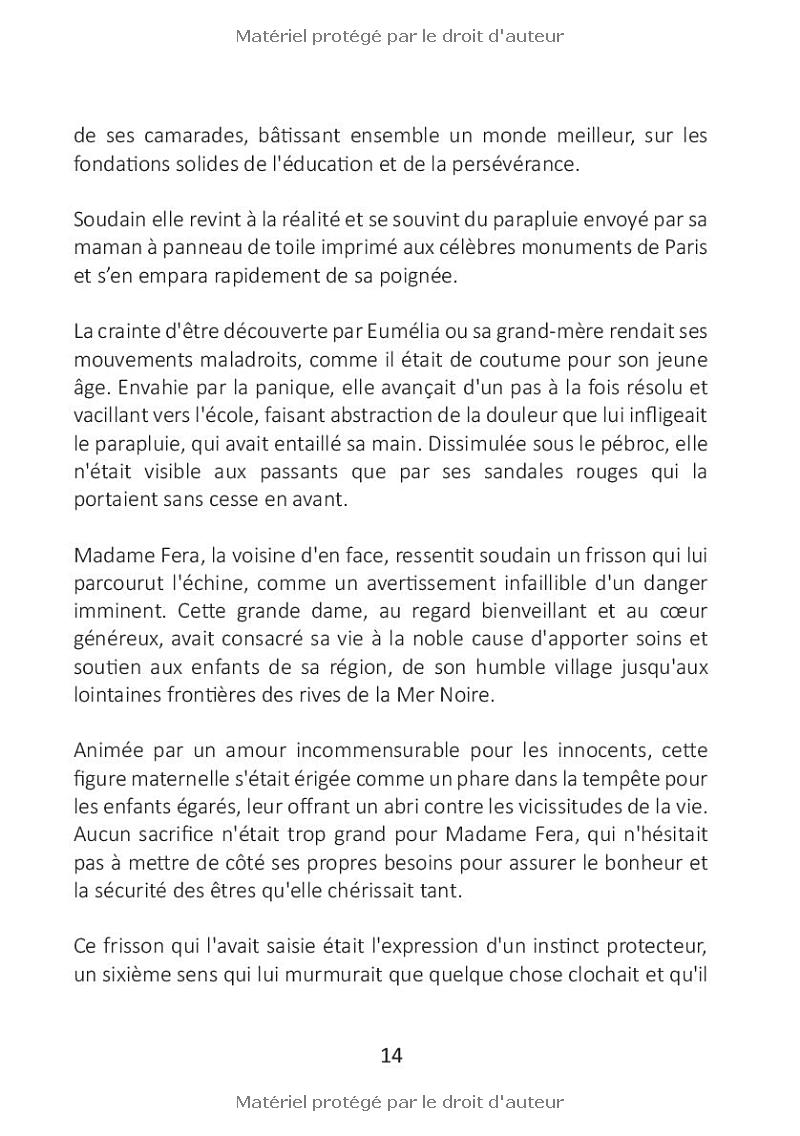 Matériel protégé par le droit d'auteur
de ses camarades, bâtissant ensemble un monde meilleur, sur les
fondations solides de l'éducation et de la persévérance.
Soudain elle revint à la réalité et se souvint du parapluie envoyé par sa
maman à panneau de toile imprimé aux célèbres monuments de Paris
et s’en empara rapidement de sa poignée.
La crainte d'être découverte par Eumélia ou sa grand-mère rendait ses
mouvements maladroits, comme il était de coutume pour son jeune
âge. Envahie par la panique, elle avançait d'un pas à la fois résolu et
vacillant vers l'école, faisant abstraction de la douleur que lui infligeait
le parapluie, qui avait entaillé sa main. Dissimulée sous le pébroc, elle
n'était visible aux passants que par ses sandales rouges qui la
portaient sans cesse en avant.
Madame Fera, la voisine d'en face, ressentit soudain un frisson qui lui
parcourut l'échine, comme un avertissement infaillible d'un danger
imminent. Cette grande dame, au regard bienveillant et au cœur
généreux, avait consacré sa vie à la noble cause d'apporter soins et
soutien aux enfants de sa région, de son humble village jusqu'aux
lointaines frontières des rives de la Mer Noire.
Animée par un amour incommensurable pour les innocents, cette
figure maternelle s'était érigée comme un phare dans la tempête pour
les enfants égarés, leur offrant un abri contre les vicissitudes de la vie.
Aucun sacrifice n'était trop grand pour Madame Fera, qui n'hésitait
pas à mettre de côté ses propres besoins pour assurer le bonheur et
la sécurité des êtres qu'elle chérissait tant.
Ce frisson qui l'avait saisie était l'expression d'un instinct protecteur,
un sixième sens qui lui murmurait que quelque chose clochait et qu'il
14
Matériel protégé par le droit d'auteur